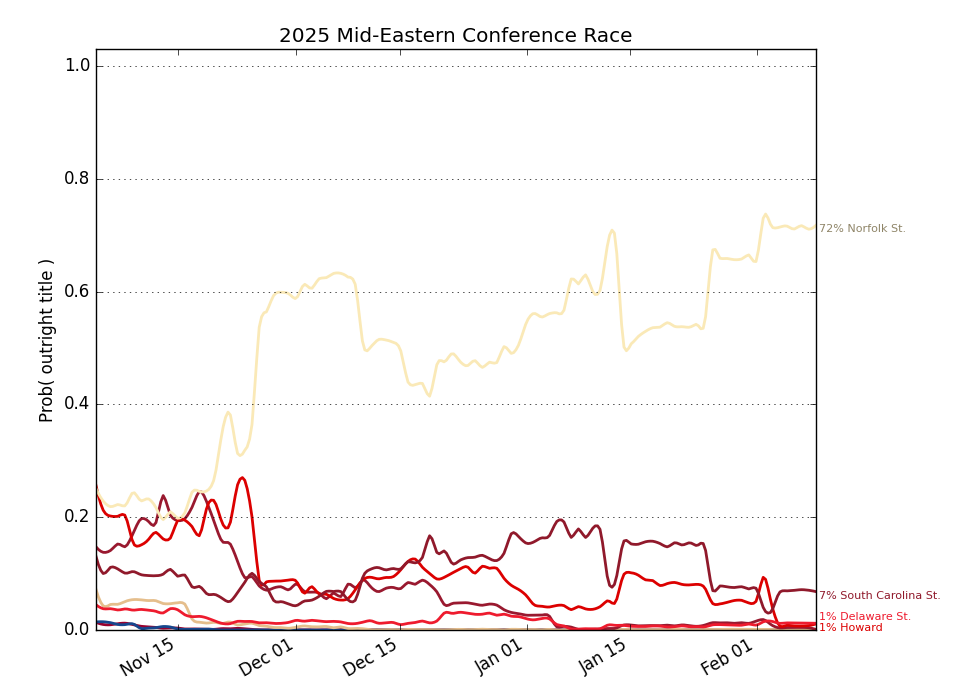 2025 Mid-Eastern Conference Race
Prob( outright title )
1.0
0.8
0.6
0.4
0.2
0.0
72% Norfolk St.
7% South Carolina St.
1% Delaware St.
1% Howard
Nov 15
Dec 01
Dec 15
Jan 01
Jan 15
Feb 01